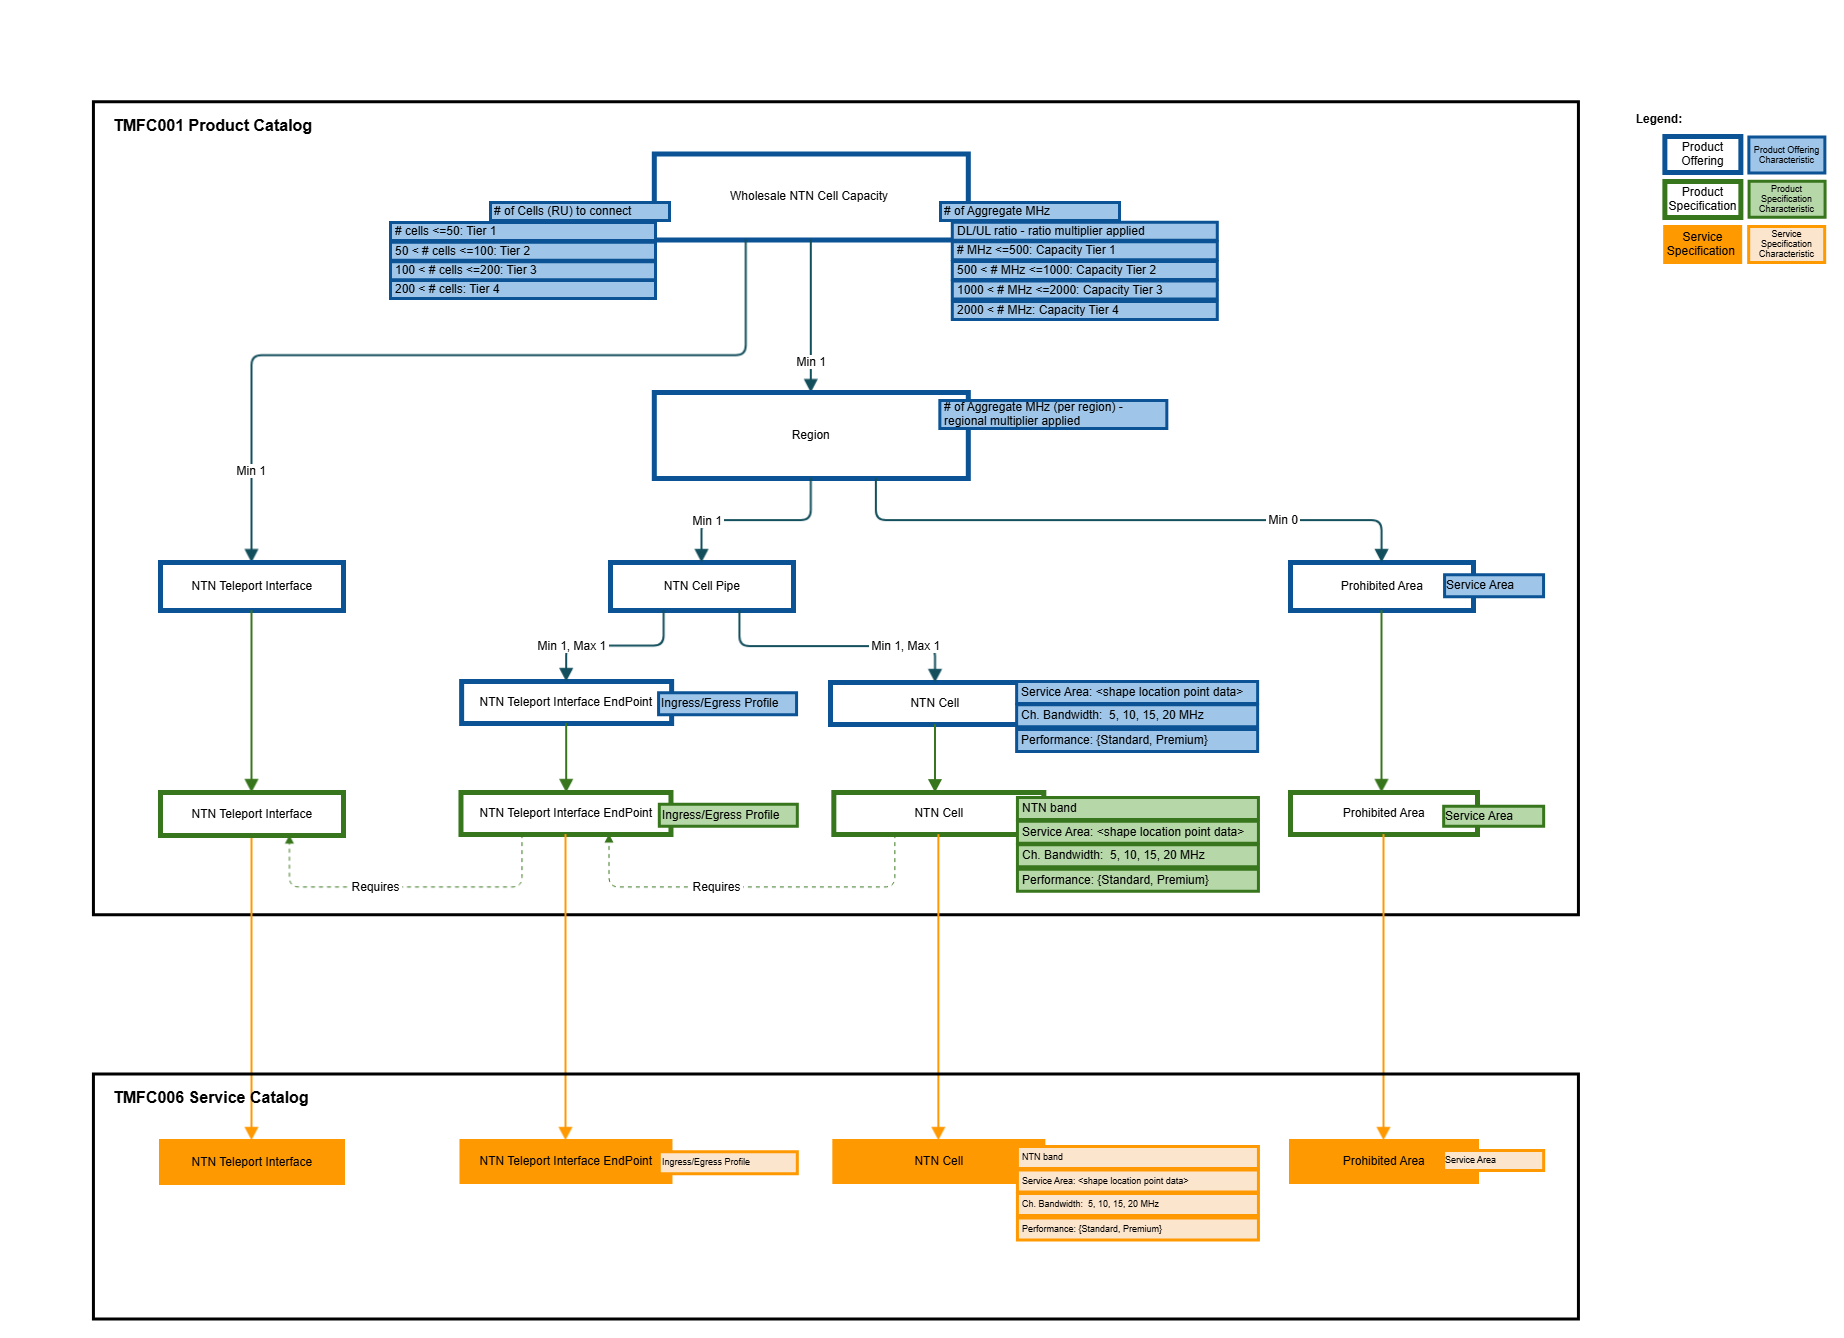 TMFC001 Product Catalog
Legend:
Product
Offering
Product Offering
Characteristic
Product
Specification
Product
Specification
Characteristic
Service
Specification
Service
Specification
Characteristic
Wholesale NTN Cell Capacity
# of Cells (RU) to connect
# cells <=50: Tier 1
50 < # cells <=100: Tier 2
100 < # cells <=200: Tier 3
200 < # cells: Tier 4
# of Aggregate MHz
DL/UL ratio - ratio multiplier applied
# MHz <=500: Capacity Tier 1
500 < # MHz <=1000: Capacity Tier 2
1000 < # MHz <=2000: Capacity Tier 3
2000 < # MHz: Capacity Tier 4
Min 1
Region
# of Aggregate MHz (per region) -
regional multiplier applied
Min 1
Min 1
Min 0
NTN Teleport Interface
NTN Cell Pipe
Prohibited Area
Service Area
Min 1, Max 1
Min 1, Max 1
NTN Teleport Interface EndPoint
Ingress/Egress Profile
NTN Cell
Service Area: <shape location point data>
Ch. Bandwidth:  5, 10, 15, 20 MHz
Performance: {Standard, Premium}
NTN Teleport Interface
NTN Teleport Interface EndPoint
Ingress/Egress Profile
NTN Cell
NTN band
Service Area: <shape location point data>
Ch. Bandwidth:  5, 10, 15, 20 MHz
Performance: {Standard, Premium}
Prohibited Area
Service Area
Requires
Requires
TMFC006 Service Catalog
NTN Teleport Interface
NTN Teleport Interface EndPoint
Ingress/Egress Profile
NTN Cell
NTN band
Service Area: <shape location point data>
Ch. Bandwidth:  5, 10, 15, 20 MHz
Performance: {Standard, Premium}
Prohibited Area
Service Area